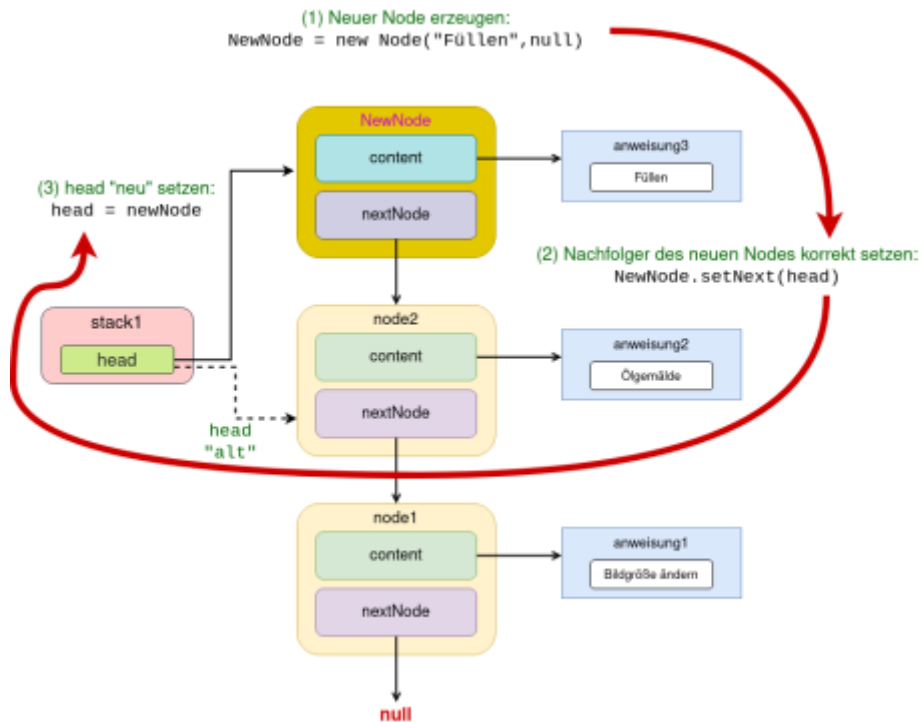 (1) Neuer Node erzeugen:
NewNode = new Node("Füllen",null)
NewNode
content
nextNode
anweisung3
Füllen
(3) head "neu" setzen:
head = newNode
(2) Nachfolger des neuen Nodes korrekt setzen:
NewNode.setNext(head)
stack1
head
head
"alt"
node2
content
nextNode
anweisung2
Ölgemälde
node1
content
nextNode
anweisung1
Bildgröße ändern
null